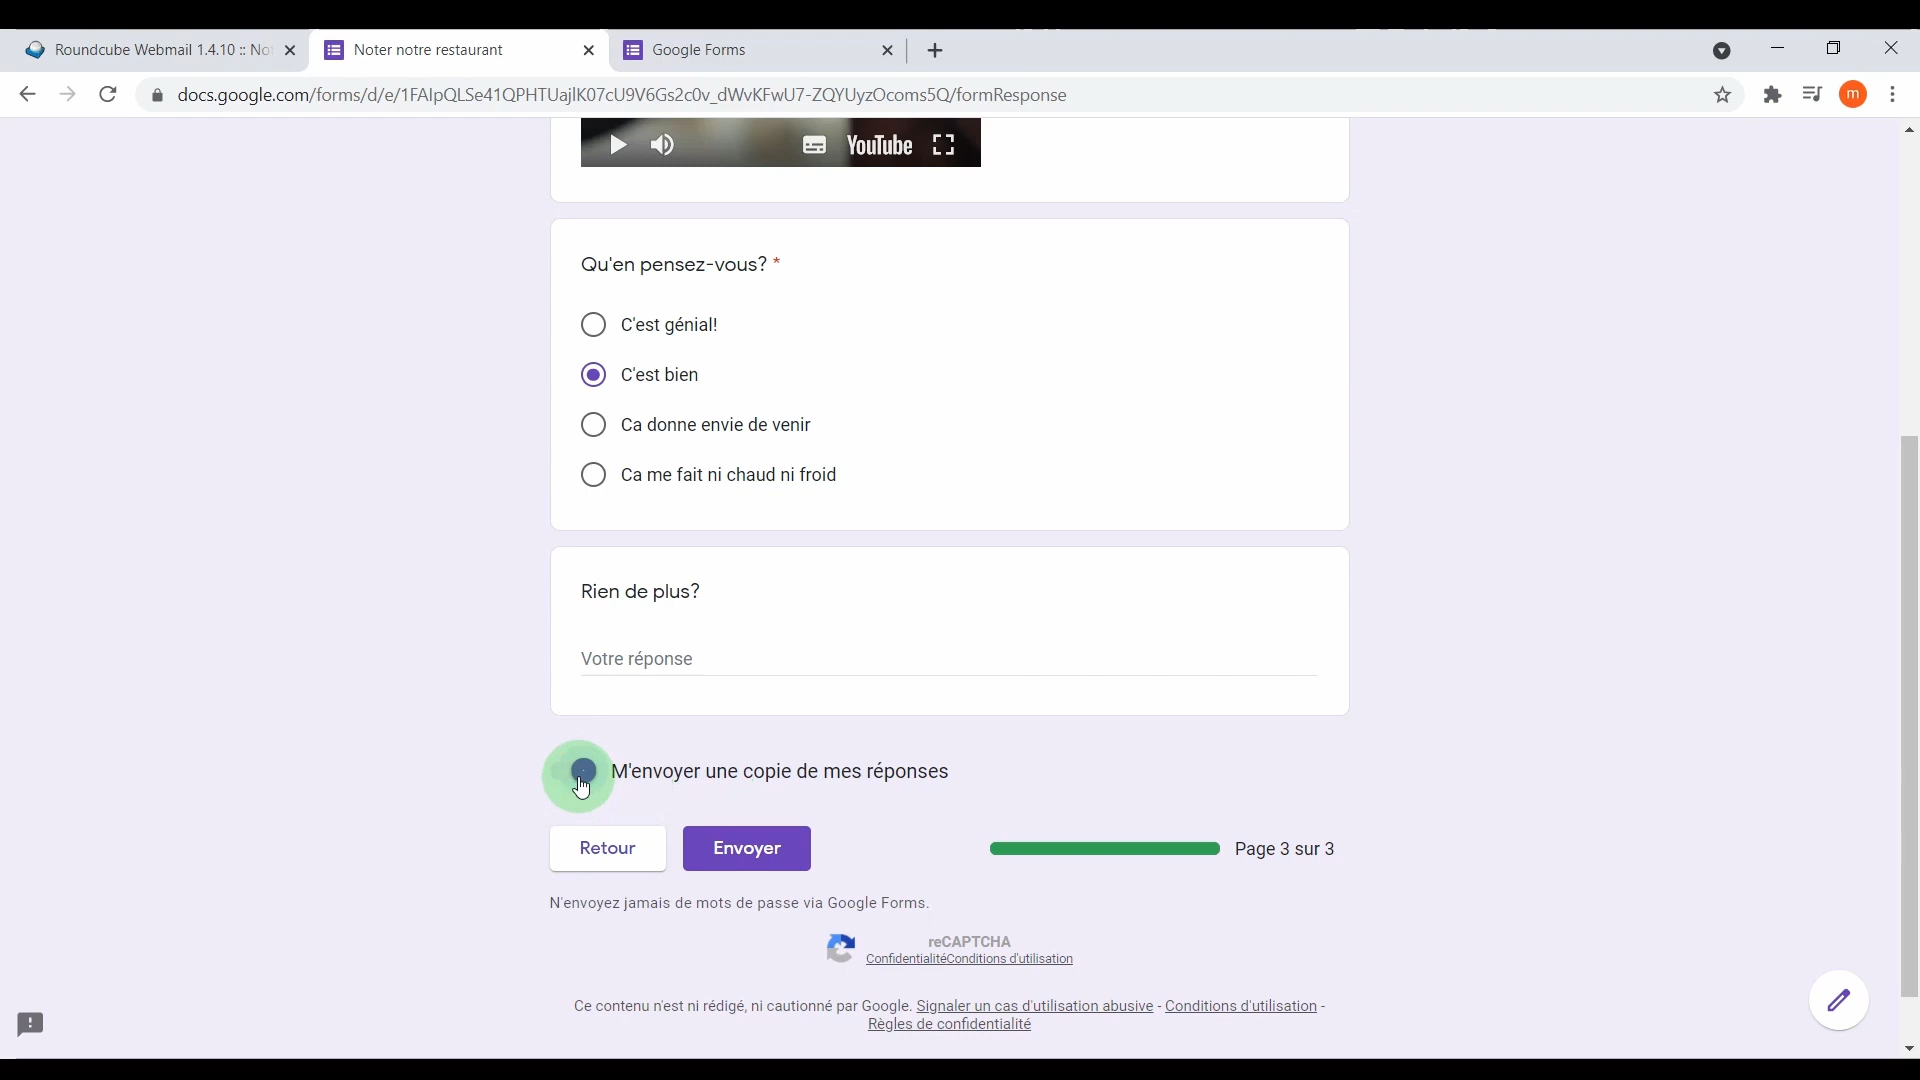 Roundcube Webmail 1.4.10 :: Not
Noter notre restaurant
Google Forms
docs.google.com/forms/d/e/1FAIpQLSe41QPHTUajlK07cU9V6Gs2c0v_dWvKFwU7-ZQYUyzOcoms5Q/formResponse
m
YouTube
Qu'en pensez-vous? *
C'est génial!
C'est bien
Ca donne envie de venir
Ca me fait ni chaud ni froid
Rien de plus?
Votre réponse
M'envoyer une copie de mes réponses
Retour
Envoyer
Page 3 sur 3
N'envoyez jamais de mots de passe via Google Forms.
reCAPTCHA
ConfidentialitéConditions d'utilisation
Ce contenu n'est ni rédigé, ni cautionné par Google. Signaler un cas d'utilisation abusive - Conditions d'utilisation -
Règles de confidentialité